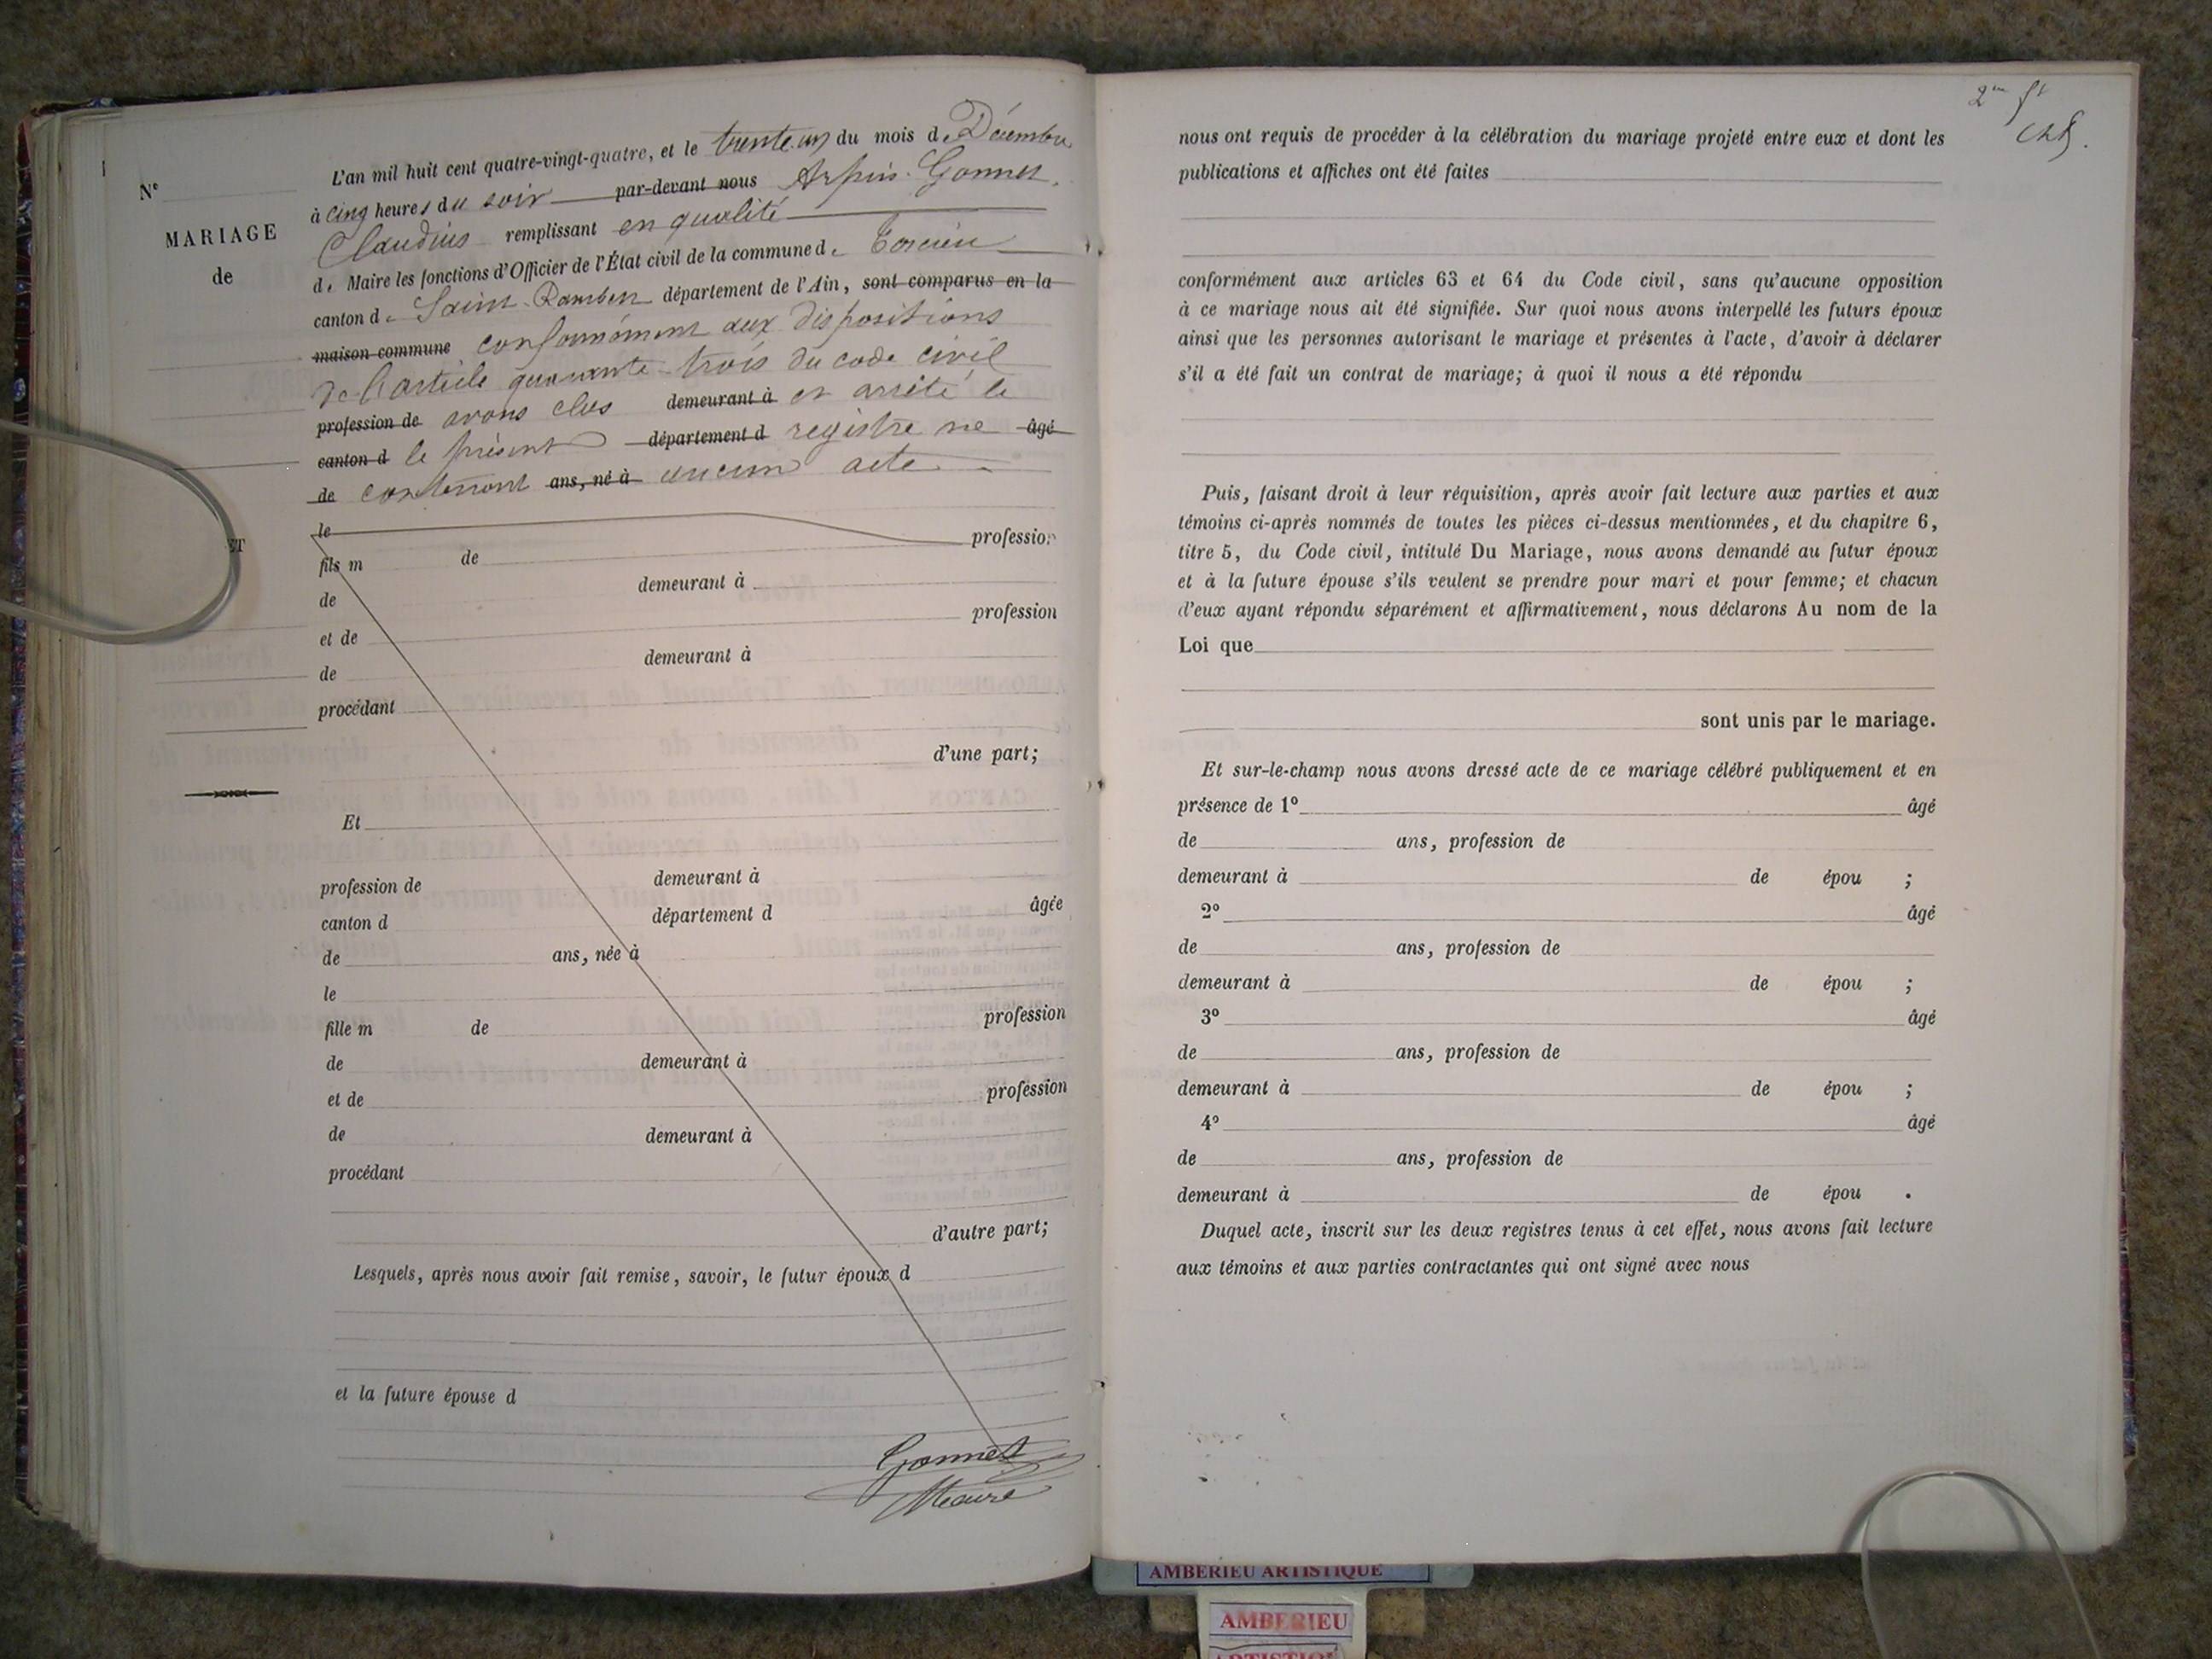 Nº
MARIAGE
de
ET
L'an mil huit cent quatre-vingt-quatre, et le trente un du mois de Décembre
à cinq heures du soir par-devant nous Arpin-Gonnet
Claudius remplissant en qualité
de Maire les fonctions d'Officier de l'État civil de la commune de Torcieu
canton de Saint-Rambert département de l'Ain, sont comparus en la
maison commune conformément aux dispositions
de l'article quarante-trois du code civil
profession de avons clos demeurant à et arrêté le
canton d le présent département d registre ne âgé
de contenant ans, né à aucun acte
le profession
fils m de
de demeurant à
et de profession
de demeurant à
procédant
d'une part;
Et
profession de demeurant à
canton d département d âgée
de ans, née à
le
fille m de profession
de demeurant à
et de profession
de demeurant à
procédant
d'autre part;
Lesquels, après nous avoir fait remise, savoir, le futur époux d
et la future épouse d
Gonnet
Maire
2me ft
nous ont requis de procéder à la célébration du mariage projeté entre eux et dont les
publications et affiches ont été faites
conformément aux articles 63 et 64 du Code civil, sans qu'aucune opposition
à ce mariage nous ait été signifiée. Sur quoi nous avons interpellé les futurs époux
ainsi que les personnes autorisant le mariage et présentes à l'acte, d'avoir à déclarer
s'il a été fait un contrat de mariage; à quoi il nous a été répondu
Puis, faisant droit à leur réquisition, après avoir fait lecture aux parties et aux
témoins ci-après nommés de toutes les pièces ci-dessus mentionnées, et du chapitre 6,
titre 5, du Code civil, intitulé Du Mariage, nous avons demandé au futur époux
et à la future épouse s'ils veulent se prendre pour mari et pour femme; et chacun
d'eux ayant répondu séparément et affirmativement, nous déclarons Au nom de la
Loi que
sont unis par le mariage.
Et sur-le-champ nous avons dressé acte de ce mariage célébré publiquement et en
présence de 1º âgé
de ans, profession de
demeurant à de épou ;
2º âgé
de ans, profession de
demeurant à de épou ;
3º âgé
de ans, profession de
demeurant à de épou ;
4º âgé
de ans, profession de
demeurant à de épou .
Duquel acte, inscrit sur les deux registres tenus à cet effet, nous avons fait lecture
aux témoins et aux parties contractantes qui ont signé avec nous
AMBERIEU ARTISTIQUE
AMBERIEU
ARTISTIQUE